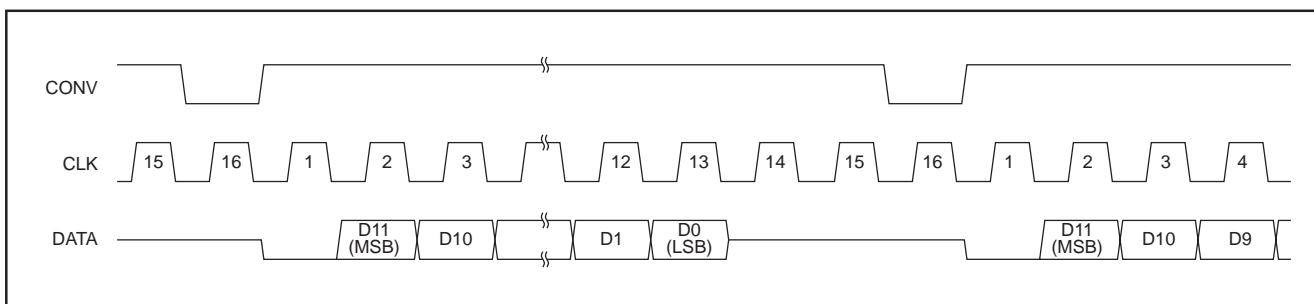 CONV
CLK 15 16 1 2 3 12 13 14 15 16 1 2 3 4
DATA D11 (MSB) D10 D1 D0 (LSB) D11 (MSB) D10 D9